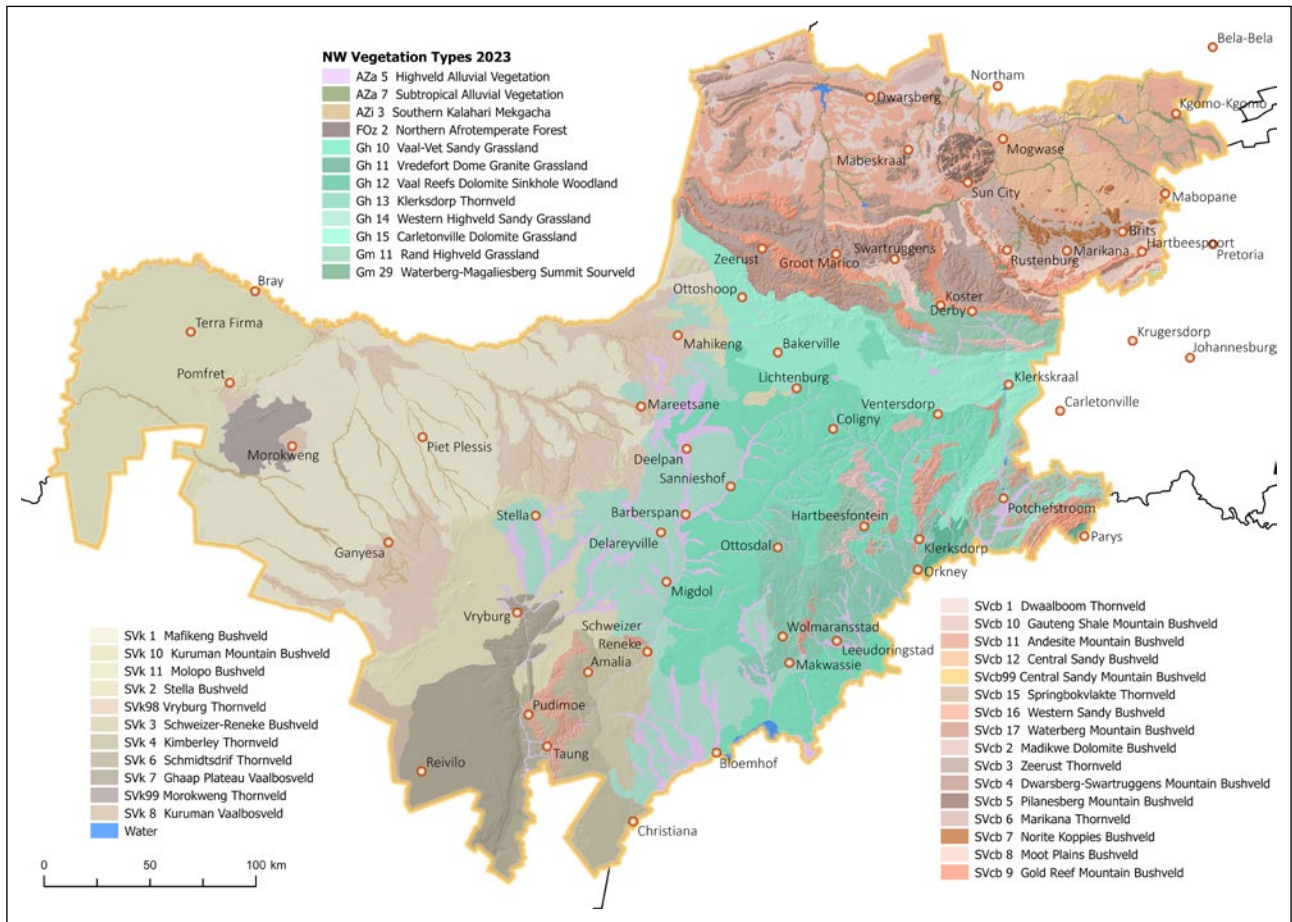 NW Vegetation Types 2023
AZa 5 Highveld Alluvial Vegetation
AZa 7 Subtropical Alluvial Vegetation
AZi 3 Southern Kalahari Mekgacha
FOz 2 Northern Afrotemperate Forest
Gh 10 Vaal-Vet Sandy Grassland
Gh 11 Vredefort Dome Granite Grassland
Gh 12 Vaal Reefs Dolomite Sinkhole Woodland
Gh 13 Klerksdorp Thornveld
Gh 14 Western Highveld Sandy Grassland
Gh 15 Carletonville Dolomite Grassland
Gm 11 Rand Highveld Grassland
Gm 29 Waterberg-Magaliesberg Summit Sourveld
Bela-Bela
Northam
Dwarsberg
Kgomo-Kgomo
Mogwase
Mabeskraal
Sun City
Mabopane
Brits
Swartruggens
Hartbeespoort
Zeerust
Groot Marico
Rustenburg
Marikana
Pretoria
Bray
Ottoshoop
Koster
Derby
Terra Firma
Mahikeng
Bakerville
Krugersdorp
Johannesburg
Pomfret
Lichtenburg
Klerkskraal
Mareetsane
Ventersdorp
Carletonville
Coligny
Morokweng
Piet Plessis
Deelpan
Sannieshof
Potchefstroom
Stella
Barberspan
Hartbeesfontein
Delareyville
Ottosdal
Klerksdorp
Parys
Ganyesa
Orkney
Migdol
Vryburg
Schweizer
Reneke
Wolmaransstad
Leeudoringstad
Amalia
Makwassie
Pudimoe
Taung
Bloemhof
Reivilo
Christiana
SVk 1 Mafikeng Bushveld
SVk 10 Kuruman Mountain Bushveld
SVk 11 Molopo Bushveld
SVk 2 Stella Bushveld
SVk98 Vryburg Thornveld
SVk 3 Schweizer-Reneke Bushveld
SVk 4 Kimberley Thornveld
SVk 6 Schmidtsdrif Thornveld
SVk 7 Ghaap Plateau Vaalbosveld
SVk99 Morokweng Thornveld
SVk 8 Kuruman Vaalbosveld
Water
0 50 100 km
SVcb 1 Dwaalboom Thornveld
SVcb 10 Gauteng Shale Mountain Bushveld
SVcb 11 Andesite Mountain Bushveld
SVcb 12 Central Sandy Bushveld
SVcb99 Central Sandy Mountain Bushveld
SVcb 15 Springbokvlakte Thornveld
SVcb 16 Western Sandy Bushveld
SVcb 17 Waterberg Mountain Bushveld
SVcb 2 Madikwe Dolomite Bushveld
SVcb 3 Zeerust Thornveld
SVcb 4 Dwarsberg-Swartruggens Mountain Bushveld
SVcb 5 Pilanesberg Mountain Bushveld
SVcb 6 Marikana Thornveld
SVcb 7 Norite Koppies Bushveld
SVcb 8 Moot Plains Bushveld
SVcb 9 Gold Reef Mountain Bushveld